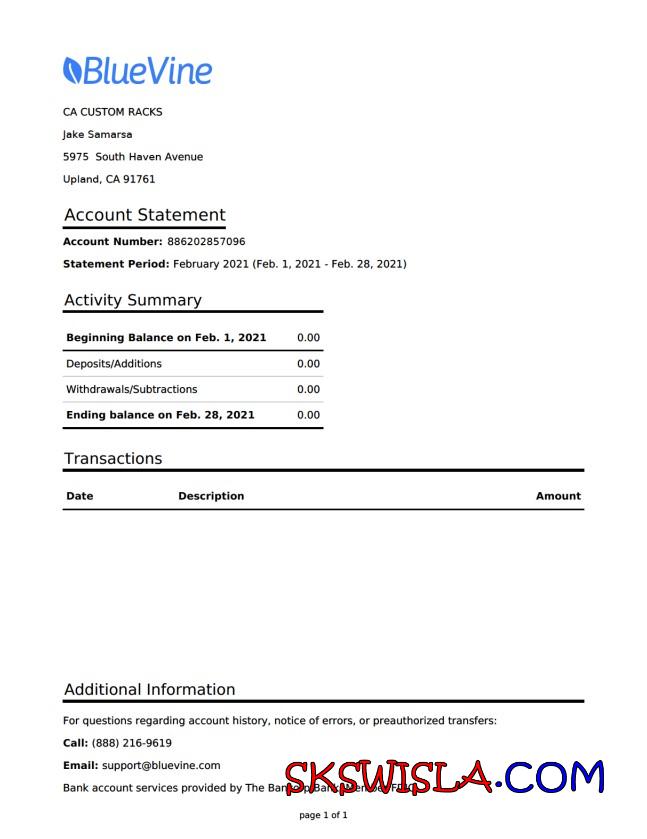 BlueVine
CA CUSTOM RACKS
Jake Samarsa
5975 South Haven Avenue
Upland, CA 91761
Account Statement
Account Number: 886202857096
Statement Period: February 2021 (Feb. 1, 2021 - Feb. 28, 2021)
Activity Summary
Beginning Balance on Feb. 1, 2021 0.00
Deposits/Additions 0.00
Withdrawals/Subtractions 0.00
Ending balance on Feb. 28, 2021 0.00
Transactions
Date Description Amount
Additional Information
For questions regarding account history, notice of errors, or preauthorized transfers:
Call: (888) 216-9619
Email: support@bluevine.com
SKSWISLA.COM
Bank account services provided by The Bancorp Bank Member FDIC
page 1 of 1